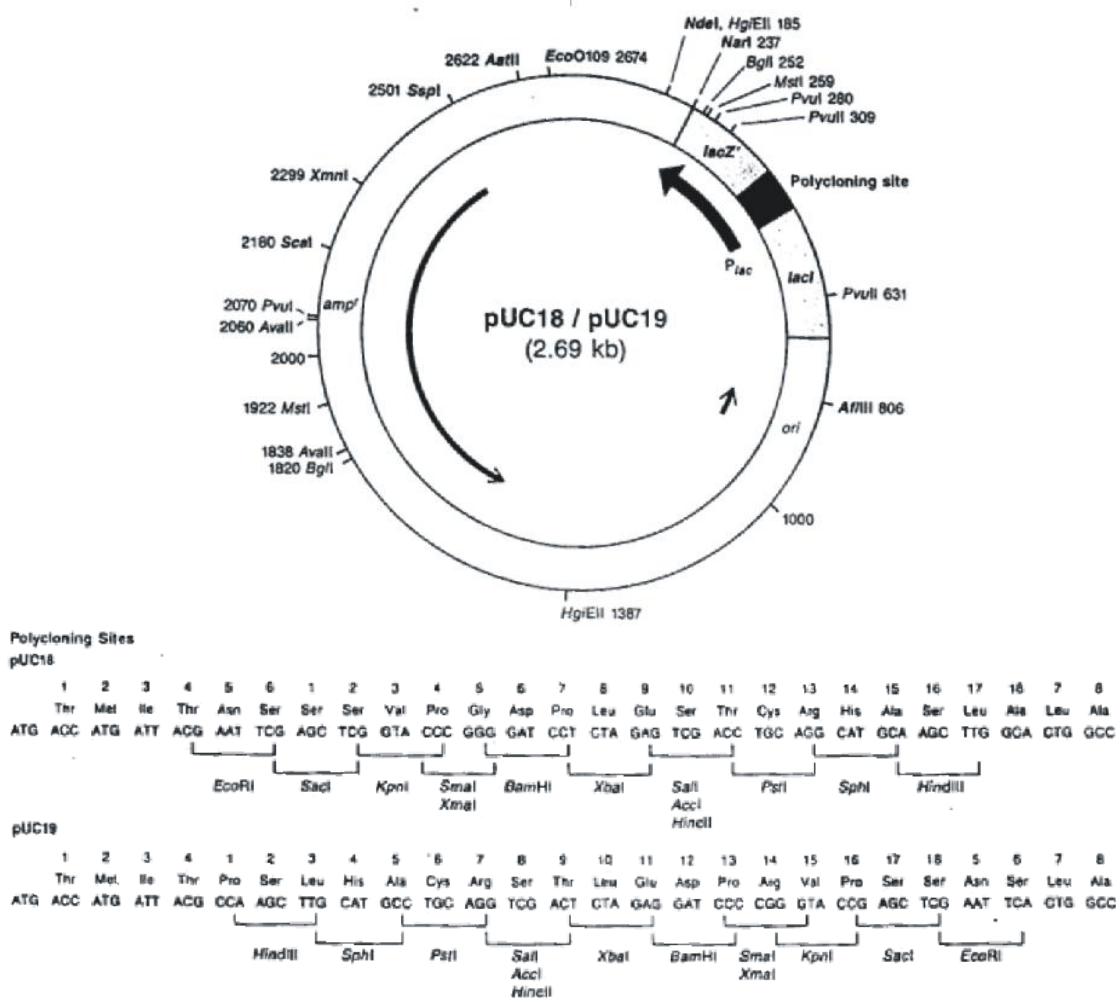 NdeI, HgiEII 185
NarI 237
BglI 252
MstI 259
PvuI 280
PvuII 309
2622 AatII
EcoO109 2674
2501 SspI
2299 XmnI
2180 ScaI
2070 PvuI
2060 AvaII
2000
1922 MstI
1838 AvaII
1820 BglI
ampʳ
lacZ'
Polycloning site
Plac
lacI
PvuII 631
pUC18 / pUC19
(2.69 kb)
AflIII 806
ori
1000
HgiEII 1387
Polycloning Sites
pUC18
1 2 3 4 5 6 1 2 3 4 5 6 7 8 9 10 11 12 13 14 15 16 17 18 7 8
Thr Met Ile Thr Asn Ser Ser Ser Val Pro Gly Asp Pro Leu Glu Ser Thr Cys Arg His Ala Ser Leu Ala Leu Ala
ATG ACC ATG ATT ACG AAT TCG AGC TCG GTA CCC GGG GAT CCT CTA GAG TCG ACC TGC AGG CAT GCA AGC TTG GCA CTG GCC
EcoRI SacI KpnI SmaI BamHI XbaI SalI PstI SphI HindIII
XmaI AccI
HincII
pUC19
1 2 3 4 1 2 3 4 5 6 7 8 9 10 11 12 13 14 15 16 17 18 5 6 7 8
Thr Met Ile Thr Pro Ser Leu His Ala Cys Arg Ser Thr Leu Glu Asp Pro Arg Val Pro Ser Ser Asn Ser Leu Ala
ATG ACC ATG ATT ACG CCA AGC TTG CAT GCC TGC AGG TCG ACT CTA GAG GAT CCC CGG GTA CCG AGC TCG AAT TCA CTG GCC
HindIII SphI PstI SalI XbaI BamHI SmaI KpnI SacI EcoRI
AccI XmaI
HincII